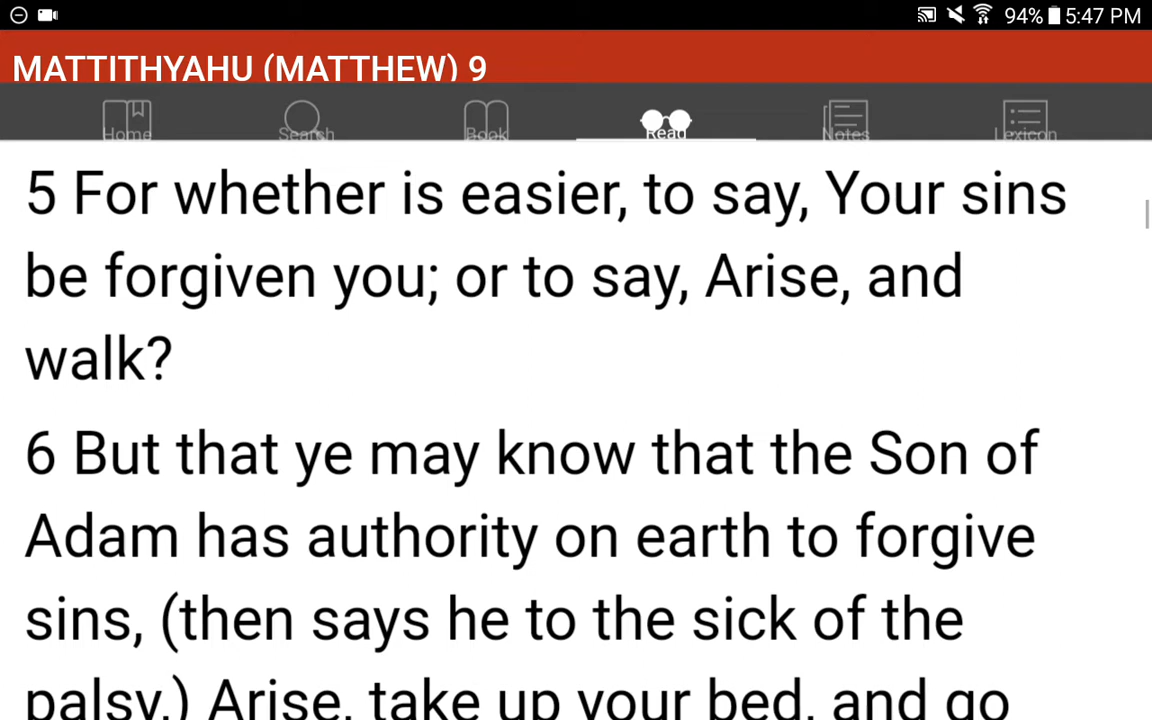 94% 5:47 PM
MATTITHYAHU (MATTHEW) 9
Home Search Book Read Notes Lexicon
5 For whether is easier, to say, Your sins
be forgiven you; or to say, Arise, and
walk?
6 But that ye may know that the Son of
Adam has authority on earth to forgive
sins, (then says he to the sick of the
palsy,) Arise, take up your bed, and go